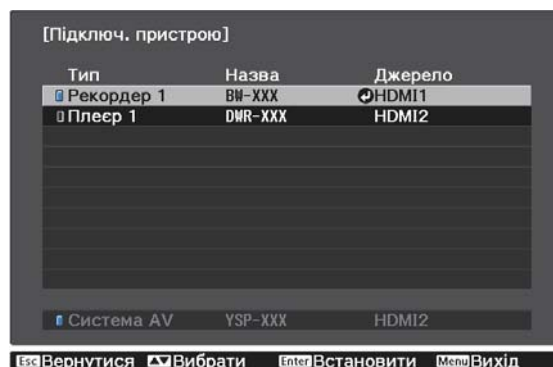 [Підключ. пристрою]
Тип Назва Джерело
Рекордер 1 BW-XXX HDMI1
Плеєр 1 DWR-XXX HDMI2
Система AV YSP-XXX HDMI2
Esc Вернутися Вибрати Enter Встановити Menu Вихід